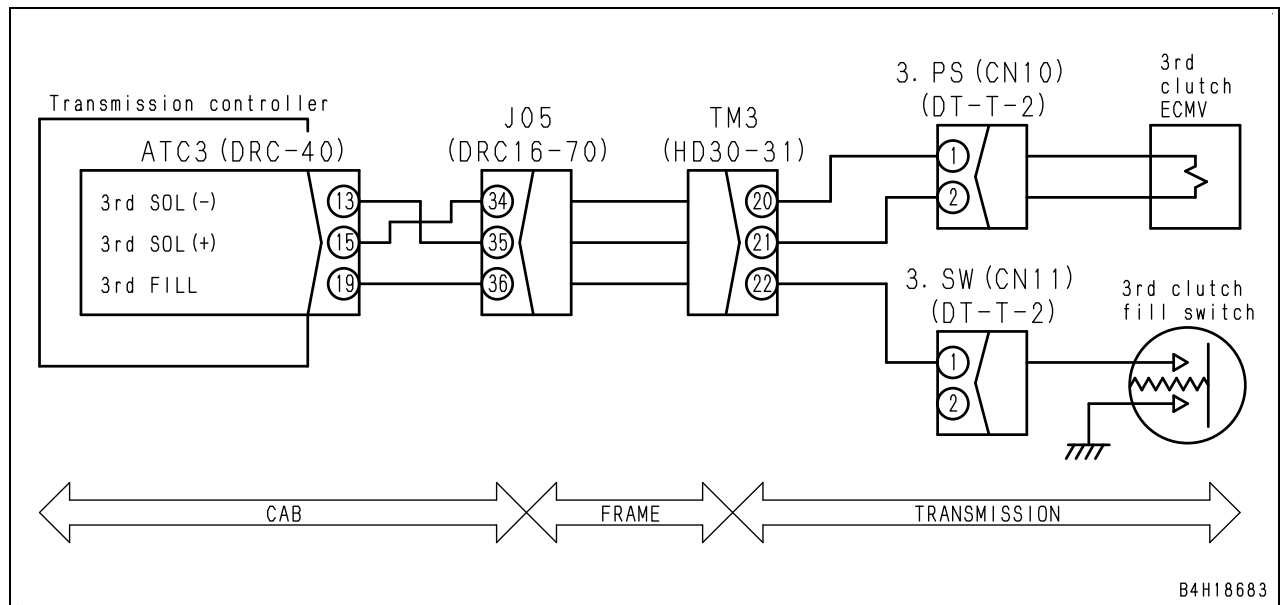 Transmission controller
ATC3 (DRC-40)
3rd SOL(-)
3rd SOL(+)
3rd FILL
13
15
19
J05
(DRC16-70)
34
35
36
TM3
(HD30-31)
20
21
22
3. PS (CN10)
(DT-T-2)
1
2
3rd
clutch
ECMV
3. SW (CN11)
(DT-T-2)
1
2
3rd clutch
fill switch
CAB
FRAME
TRANSMISSION
B4H18683